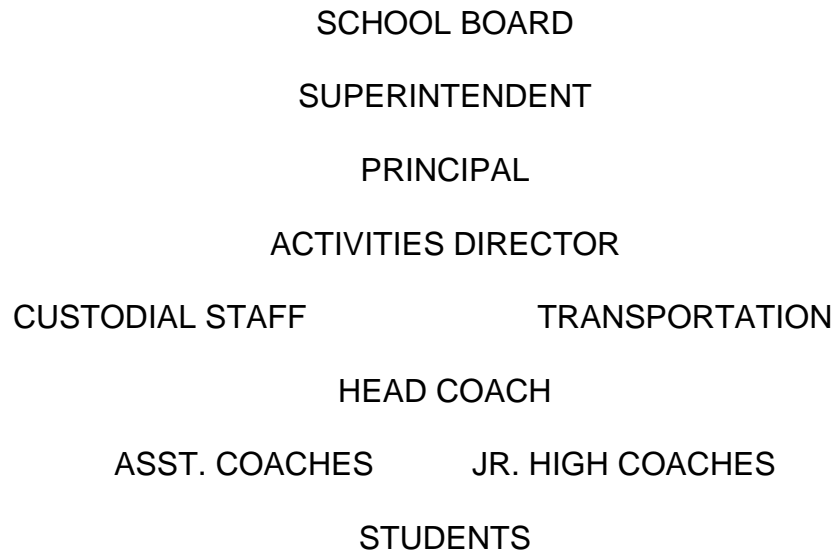 SCHOOL BOARD
SUPERINTENDENT
PRINCIPAL
ACTIVITIES DIRECTOR
CUSTODIAL STAFF TRANSPORTATION
HEAD COACH
ASST. COACHES JR. HIGH COACHES
STUDENTS